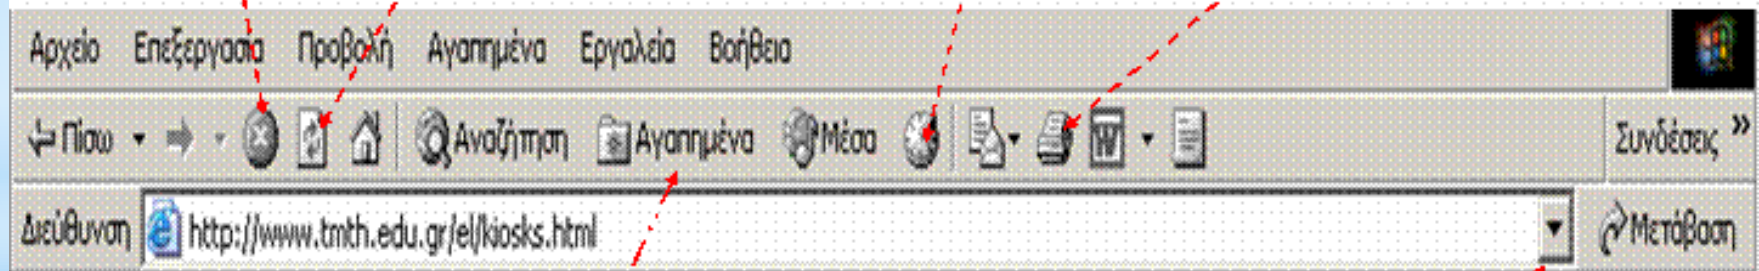 Αρχείο Επεξεργασία Προβολή Αγαπημένα Εργαλεία Βοήθεια
Πίσω Αναζήτηση Αγαπημένα Μέσα W Συνδέσεις »
Διεύθυνση http://www.tmth.edu.gr/el/kiosks.html Μετάβαση